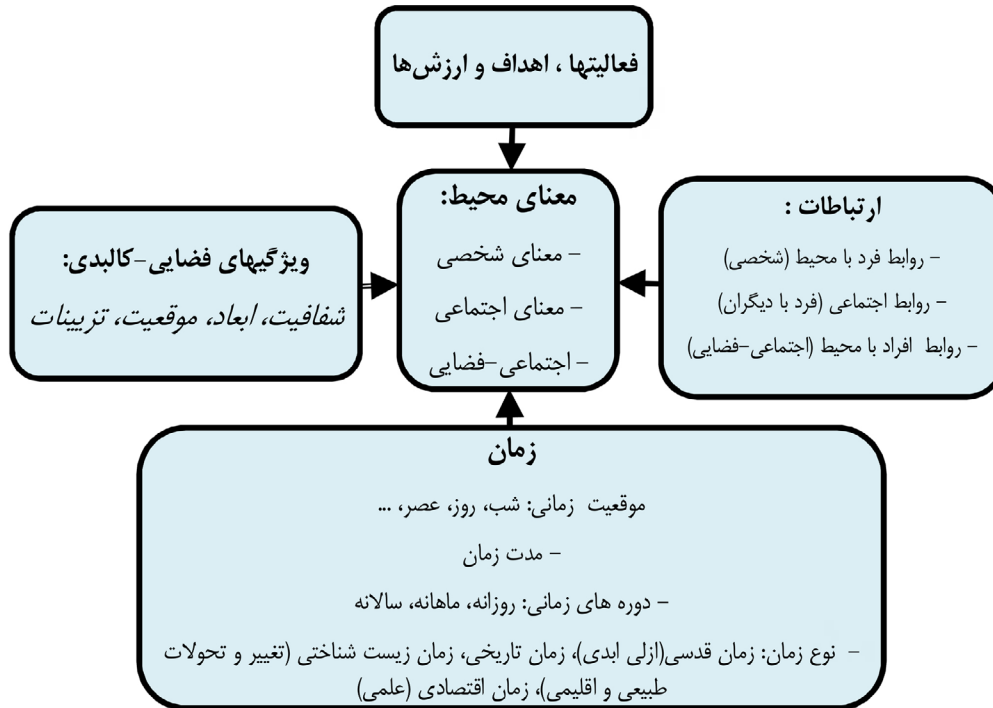 فعالیتها ، اهداف و ارزش‌ها
معنای محیط:
– معنای شخصی
– معنای اجتماعی
– اجتماعی–فضایی
ارتباطات :
– روابط فرد با محیط (شخصی)
– روابط اجتماعی (فرد با دیگران)
– روابط افراد با محیط (اجتماعی–فضایی)
ویژگیهای فضایی–کالبدی:
شفافیت، ابعاد، موقعیت، تزیینات
زمان
موقعیت زمانی: شب، روز، عصر، ...
– مدت زمان
– دوره های زمانی: روزانه، ماهانه، سالانه
– نوع زمان: زمان قدسی(ازلی ابدی)، زمان تاریخی، زمان زیست شناختی (تغییر و تحولات
طبیعی و اقلیمی)، زمان اقتصادی (علمی)